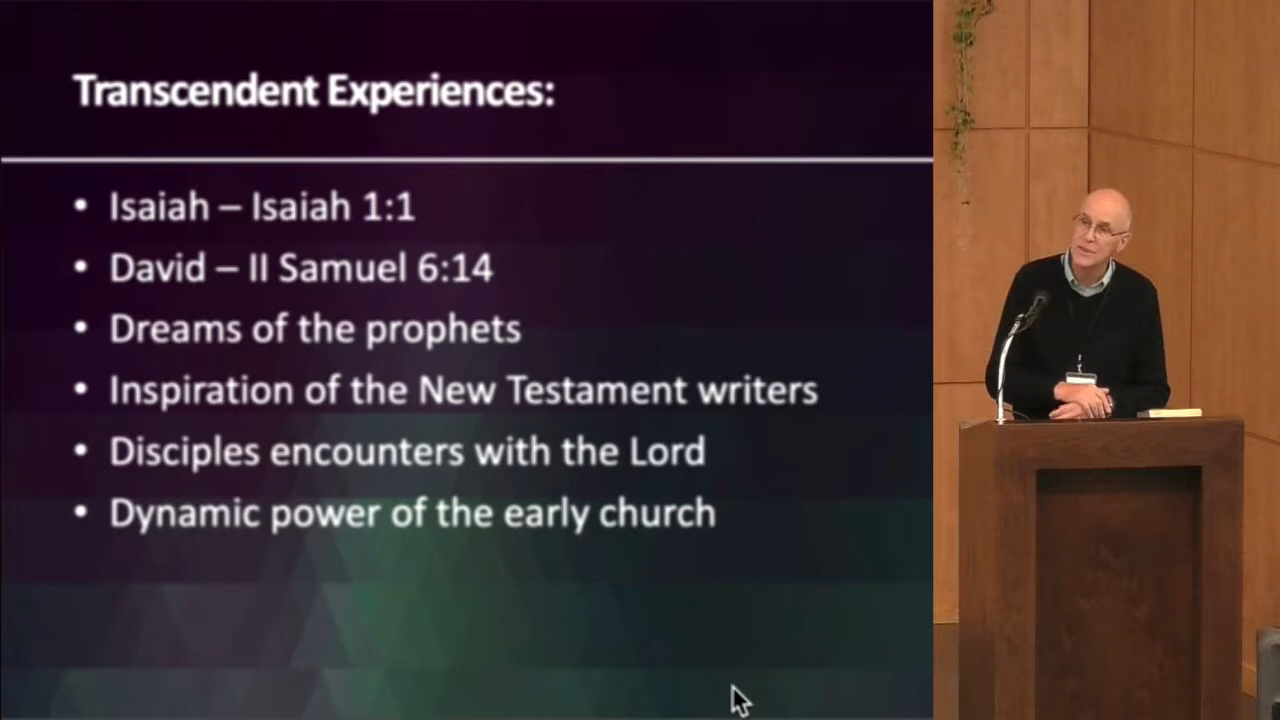 Transcendent Experiences:
• Isaiah – Isaiah 1:1
• David – II Samuel 6:14
• Dreams of the prophets
• Inspiration of the New Testament writers
• Disciples encounters with the Lord
• Dynamic power of the early church